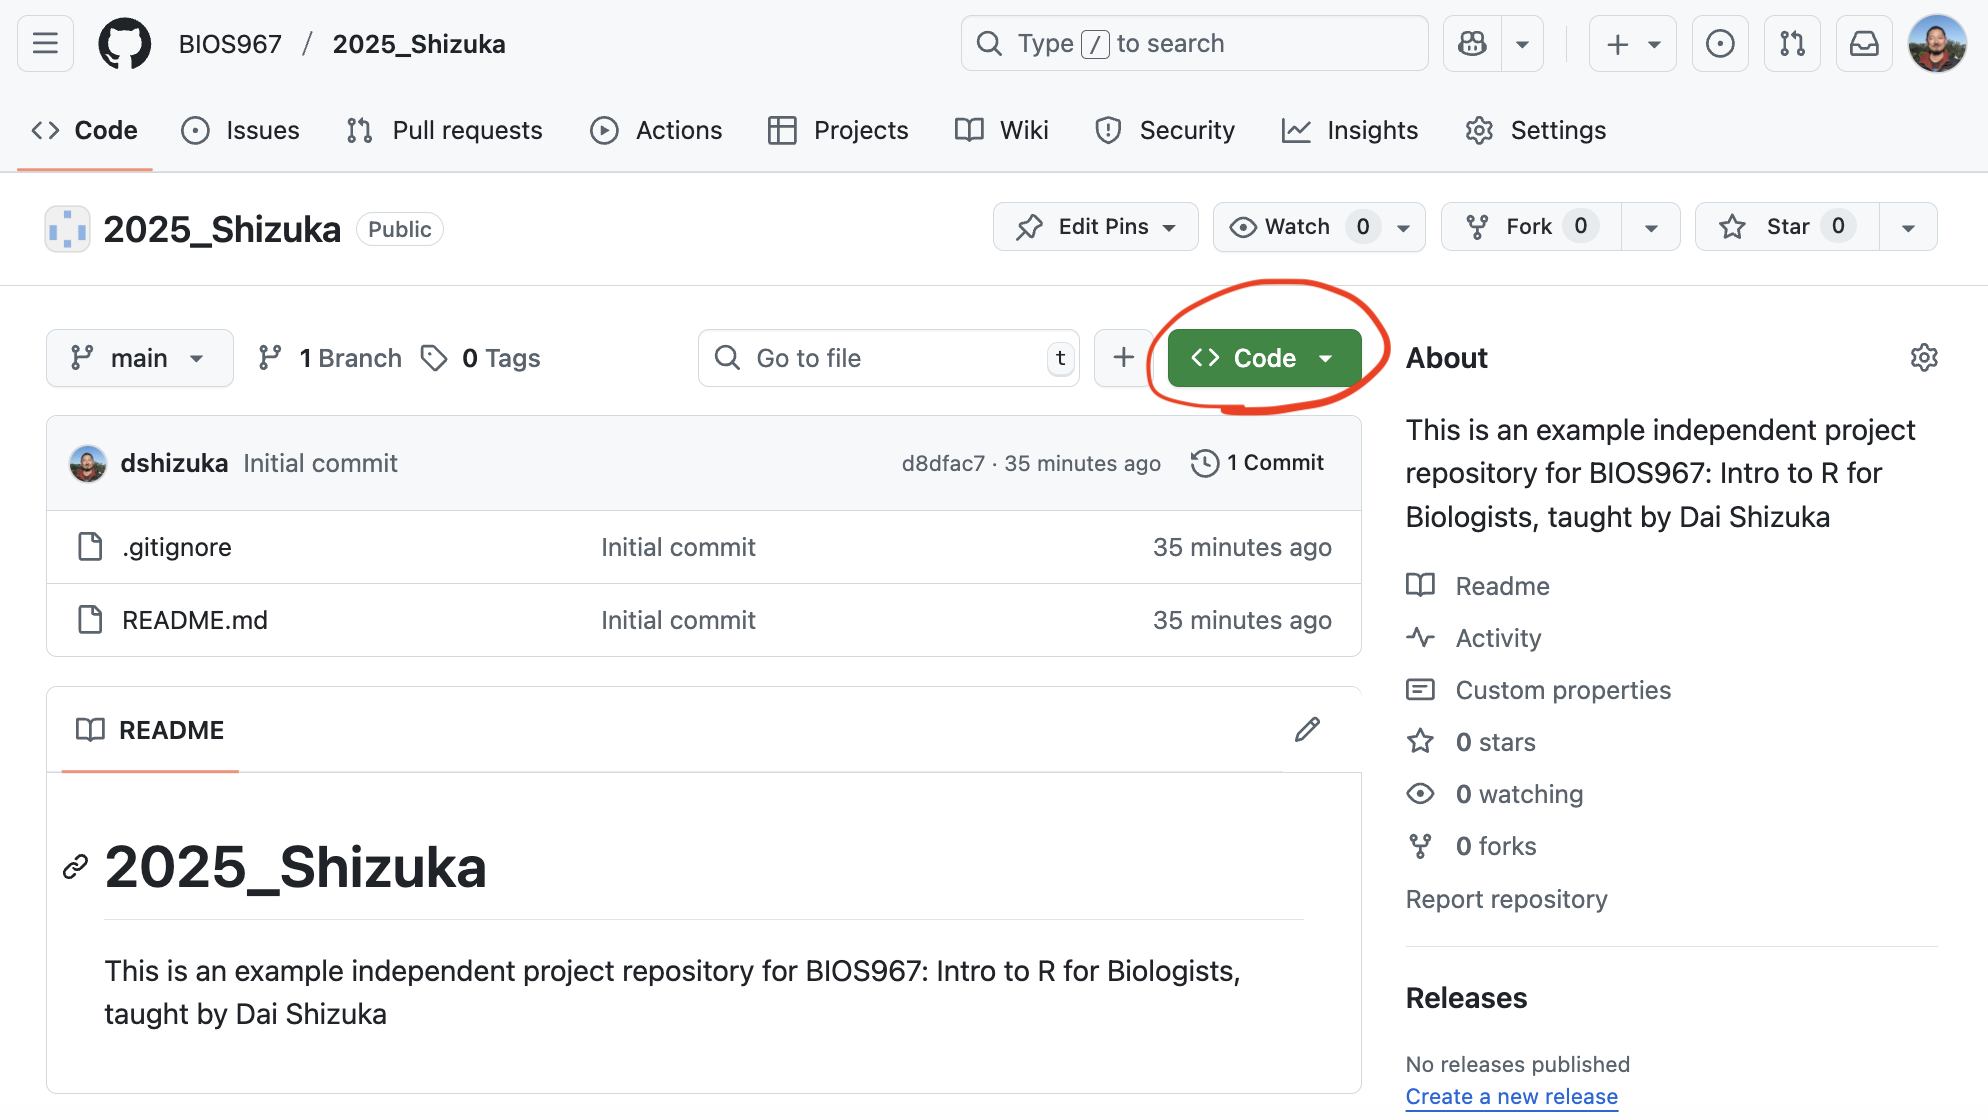 BIOS967 / 2025_Shizuka
Type / to search
Code Issues Pull requests Actions Projects Wiki Security Insights Settings
2025_Shizuka Public
Edit Pins Watch 0 Fork 0 Star 0
main 1 Branch 0 Tags
Go to file t
+ <> Code
dshizuka Initial commit d8dfac7 · 35 minutes ago 1 Commit
.gitignore Initial commit 35 minutes ago
README.md Initial commit 35 minutes ago
README
2025_Shizuka
This is an example independent project repository for BIOS967: Intro to R for Biologists,
taught by Dai Shizuka
About
This is an example independent project
repository for BIOS967: Intro to R for
Biologists, taught by Dai Shizuka
Readme
Activity
Custom properties
0 stars
0 watching
0 forks
Report repository
Releases
No releases published
Create a new release